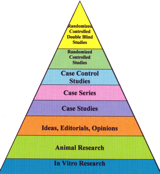 Randomized
Controlled
Double Blind
Studies
Randomized
Controlled
Studies
Case Control
Studies
Case Series
Case Studies
Ideas, Editorials, Opinions
Animal Research
In Vitro Research